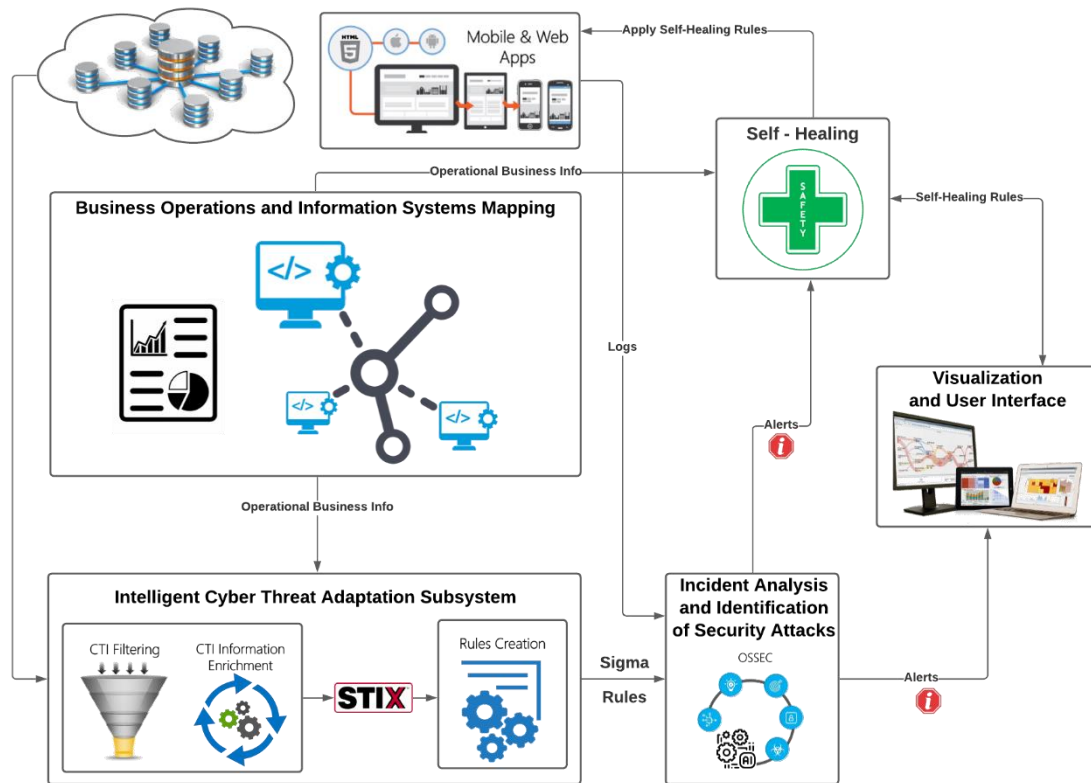 HTML
5
Mobile & Web
Apps
Apply Self-Healing Rules
Self - Healing
SAFETY
Operational Business Info
Business Operations and Information Systems Mapping
</>
</>
</>
Self-Healing Rules
Logs
Visualization
and User Interface
Alerts
i
Operational Business Info
Intelligent Cyber Threat Adaptation Subsystem
CTI Filtering
CTI Information
Enrichment
STIX
Rules Creation
Sigma
Rules
Incident Analysis
and Identification
of Security Attacks
OSSEC
AI
Alerts
i